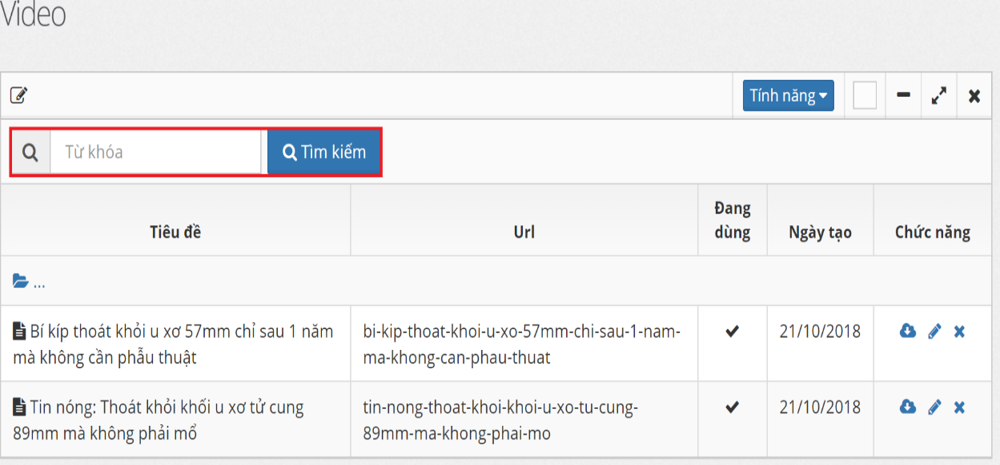 Video
Tính năng
Từ khóa
Tìm kiếm
Tiêu đề
Url
Đang
dùng
Ngày tạo
Chức năng
...
Bí kíp thoát khỏi u xơ 57mm chỉ sau 1 năm
mà không cần phẫu thuật
bi-kip-thoat-khoi-u-xo-57mm-chi-sau-1-nam-
ma-khong-can-phau-thuat
21/10/2018
Tin nóng: Thoát khỏi khối u xơ tử cung
89mm mà không phải mổ
tin-nong-thoat-khoi-khoi-u-xo-tu-cung-
89mm-ma-khong-phai-mo
21/10/2018